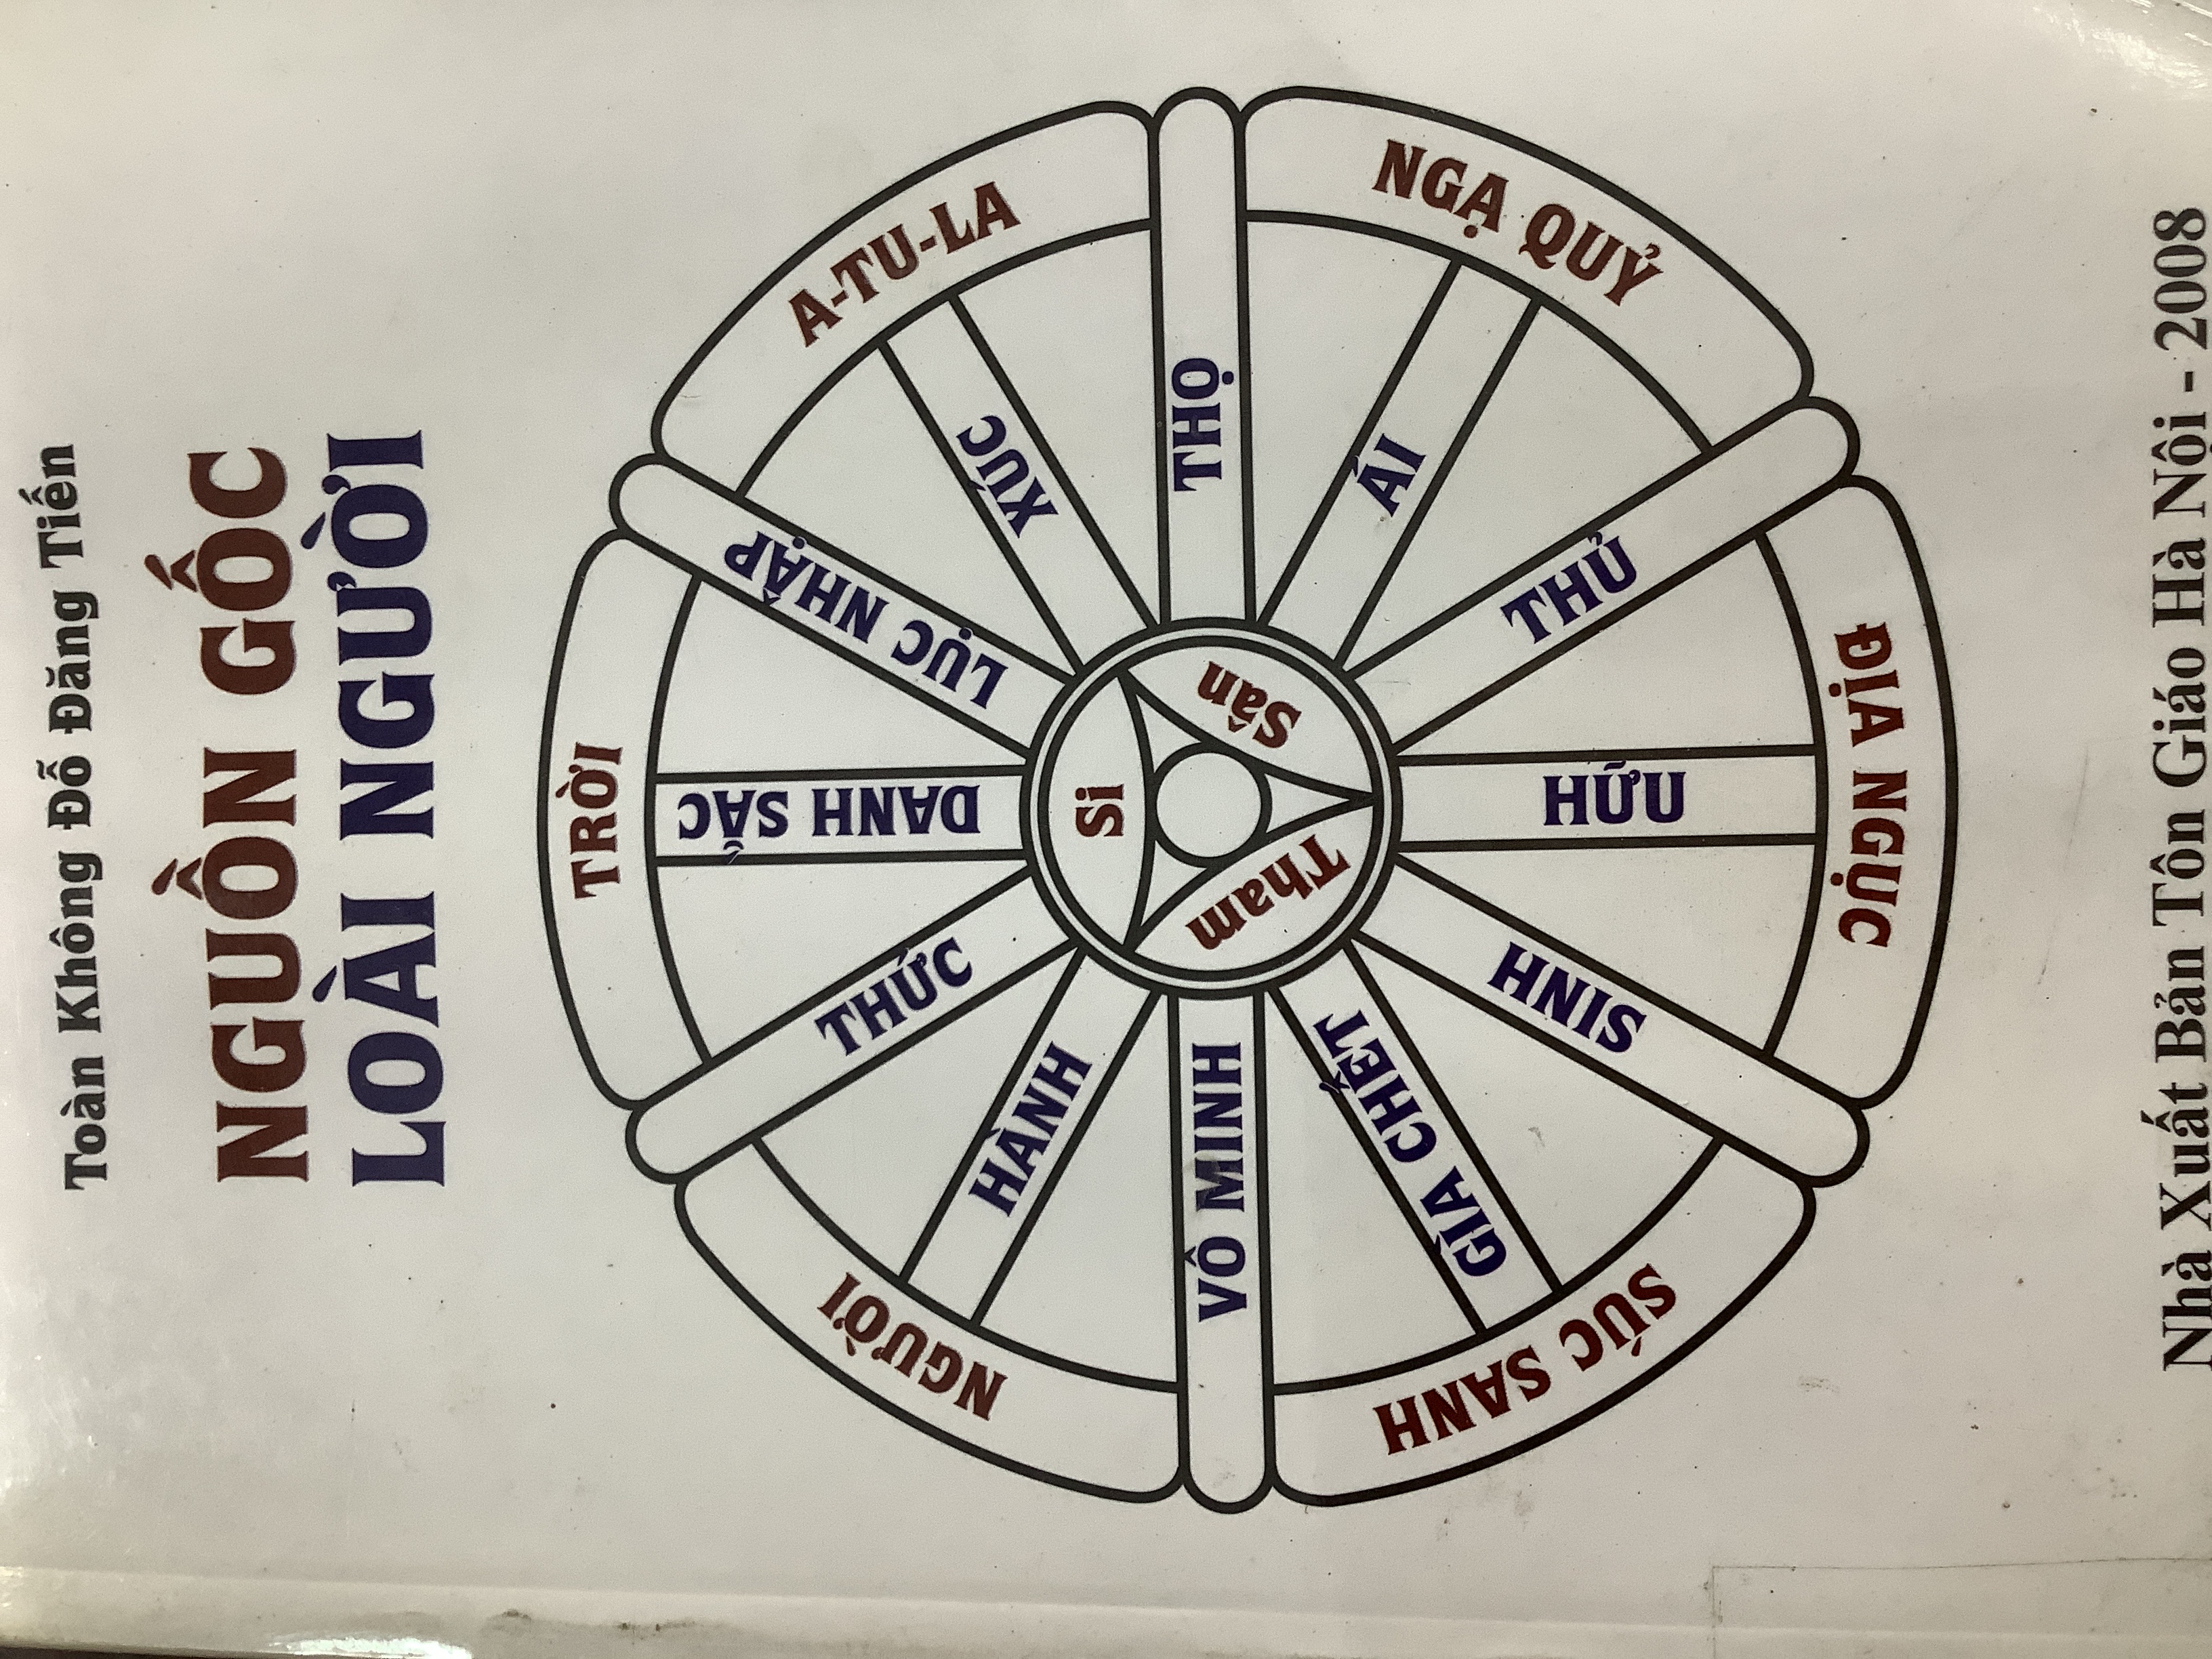 Toàn Không Đỗ Đăng Tiến
NGUỒN GỐC
LOÀI NGƯỜI
TRỜI
A-TU-LA
NGẠ QUỶ
ĐỊA NGỤC
SÚC SANH
NGƯỜI
VÔ MINH
HÀNH
THỨC
DANH SẮC
LỤC NHẬP
XÚC
THỌ
ÁI
THỦ
HỮU
SINH
GIÀ CHẾT
Si
Sân
Tham
Nhà Xuất Bản Tôn Giáo Hà Nội - 2008